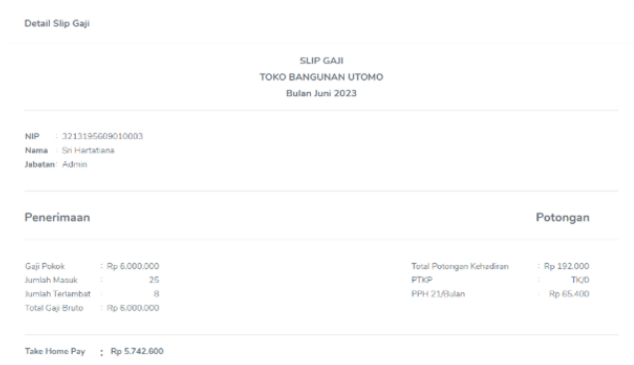 Detail Slip Gaji
SLIP GAJI
TOKO BANGUNAN UTOMO
Bulan Juni 2023
NIP : 3213195609010003
Nama : Sri Hartatiana
Jabatan : Admin
Penerimaan Potongan
Gaji Pokok : Rp 6.000.000 Total Potongan Kehadiran : Rp 192.000
Jumlah Masuk : 25 PTKP : TK/0
Jumlah Terlambat : 8 PPH 21/Bulan : Rp 65.400
Total Gaji Bruto : Rp 6.000.000
Take Home Pay : Rp 5.742.600